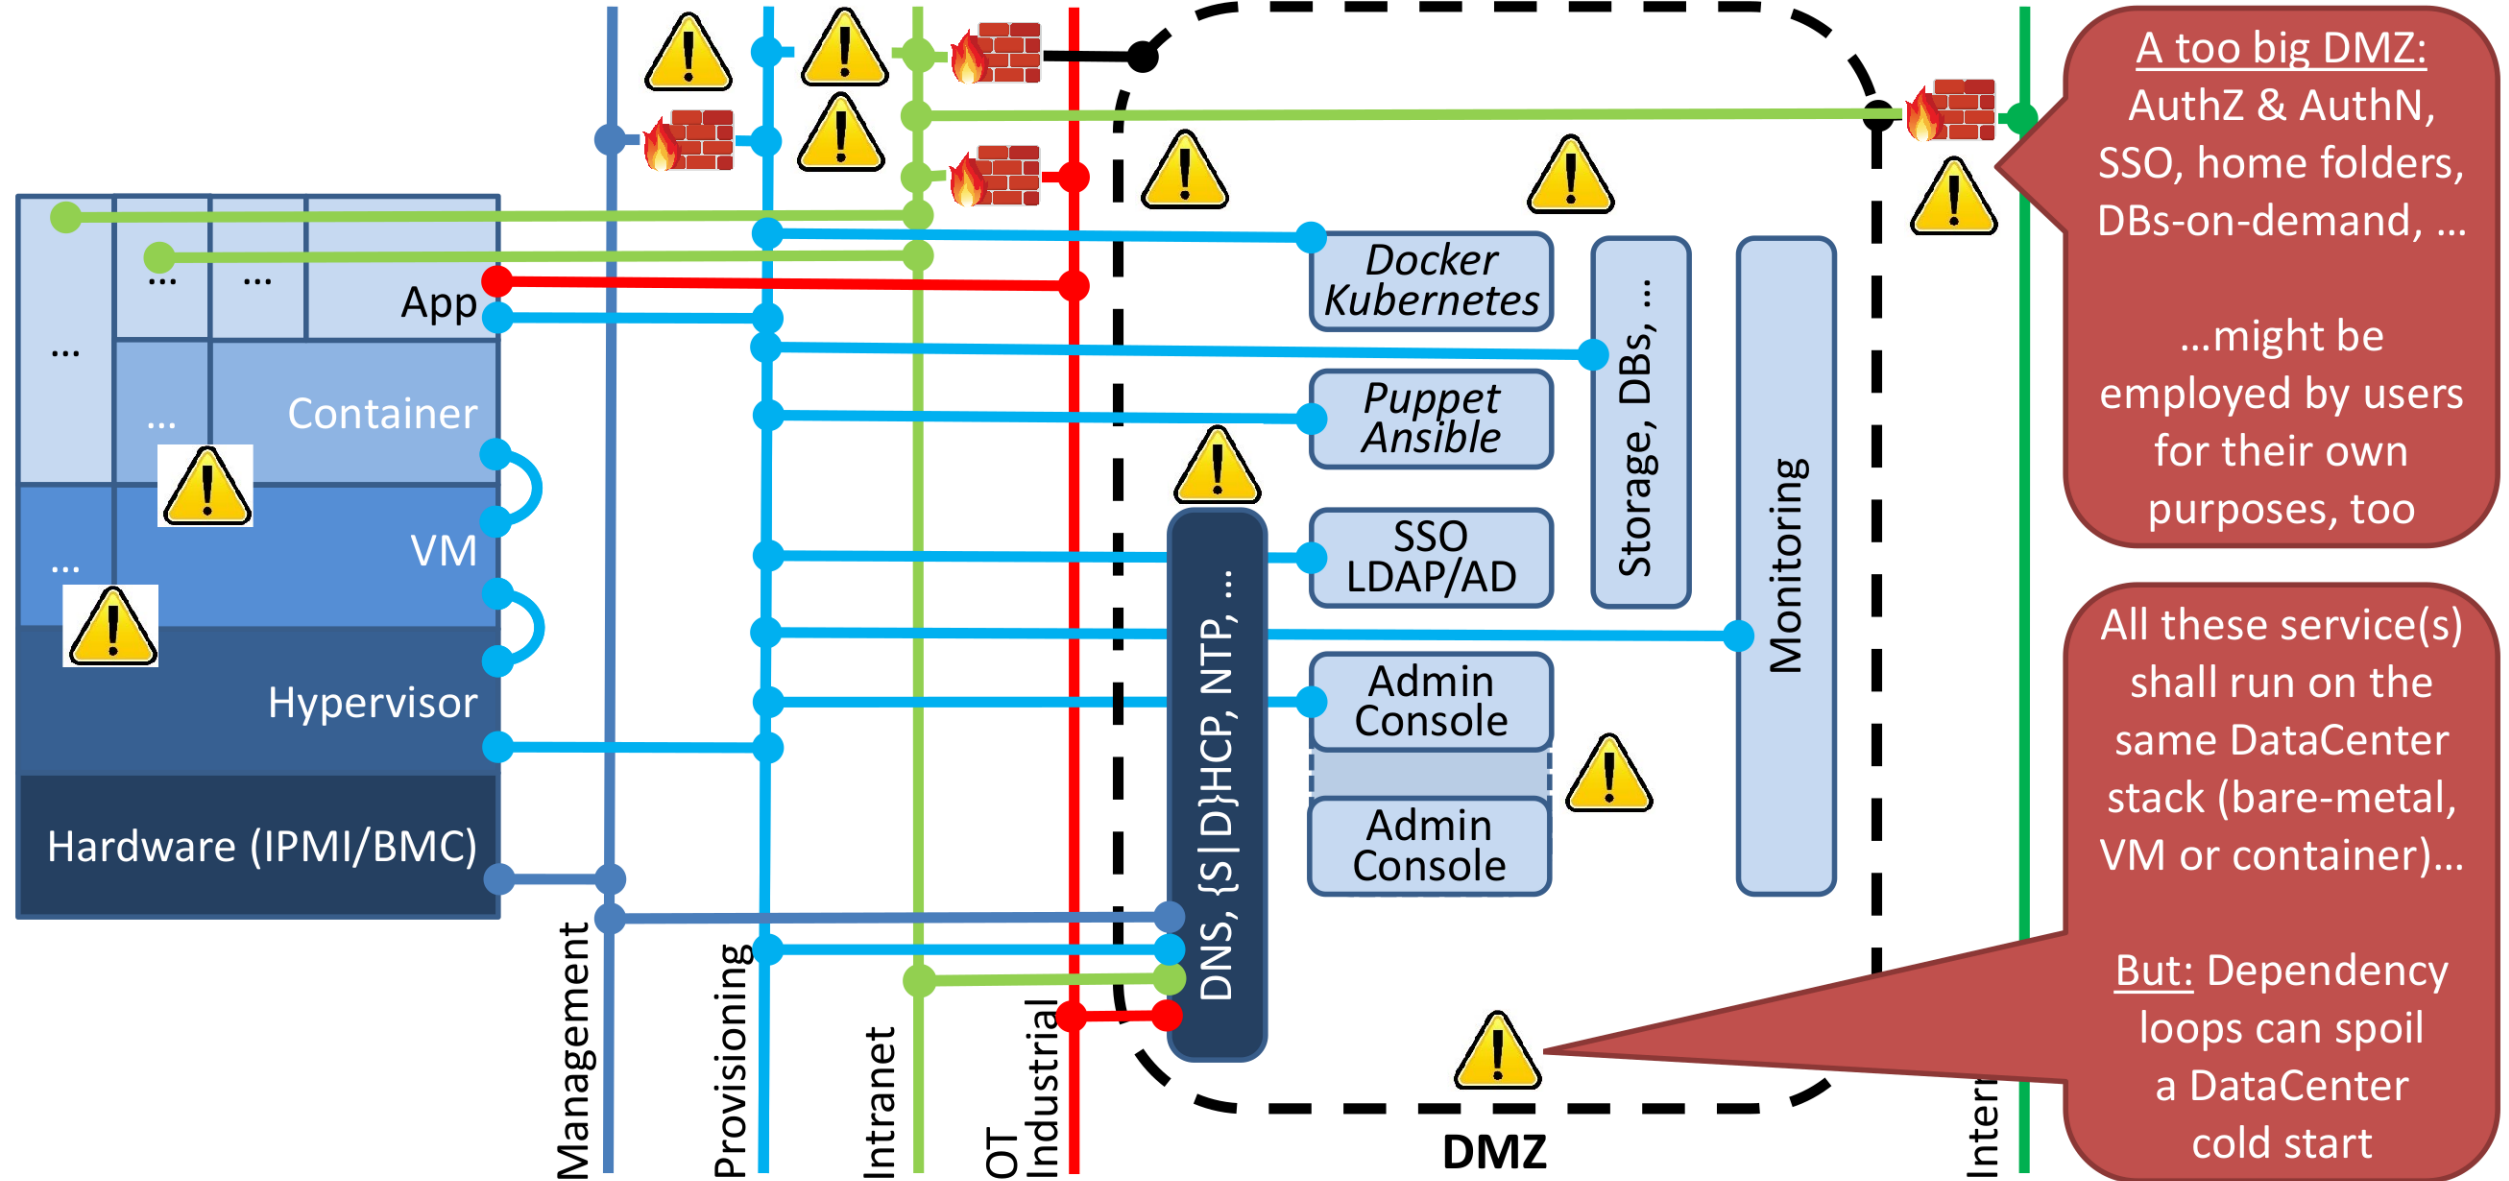 A too big DMZ:
AuthZ & AuthN,
SSO, home folders,
DBs-on-demand, ...
...might be
employed by users
for their own
purposes, too
All these service(s)
shall run on the
same DataCenter
stack (bare-metal,
VM or container)...
But: Dependency
loops can spoil
a DataCenter
cold start
...
...
...
App
...
Container
...
VM
...
Hypervisor
Hardware (IPMI/BMC)
Management
Provisioning
Intranet
OT
Industrial
DNS, {S|D}HCP, NTP, ...
Docker
Kubernetes
Puppet
Ansible
SSO
LDAP/AD
Admin
Console
Admin
Console
Storage, DBs, ...
Monitoring
DMZ